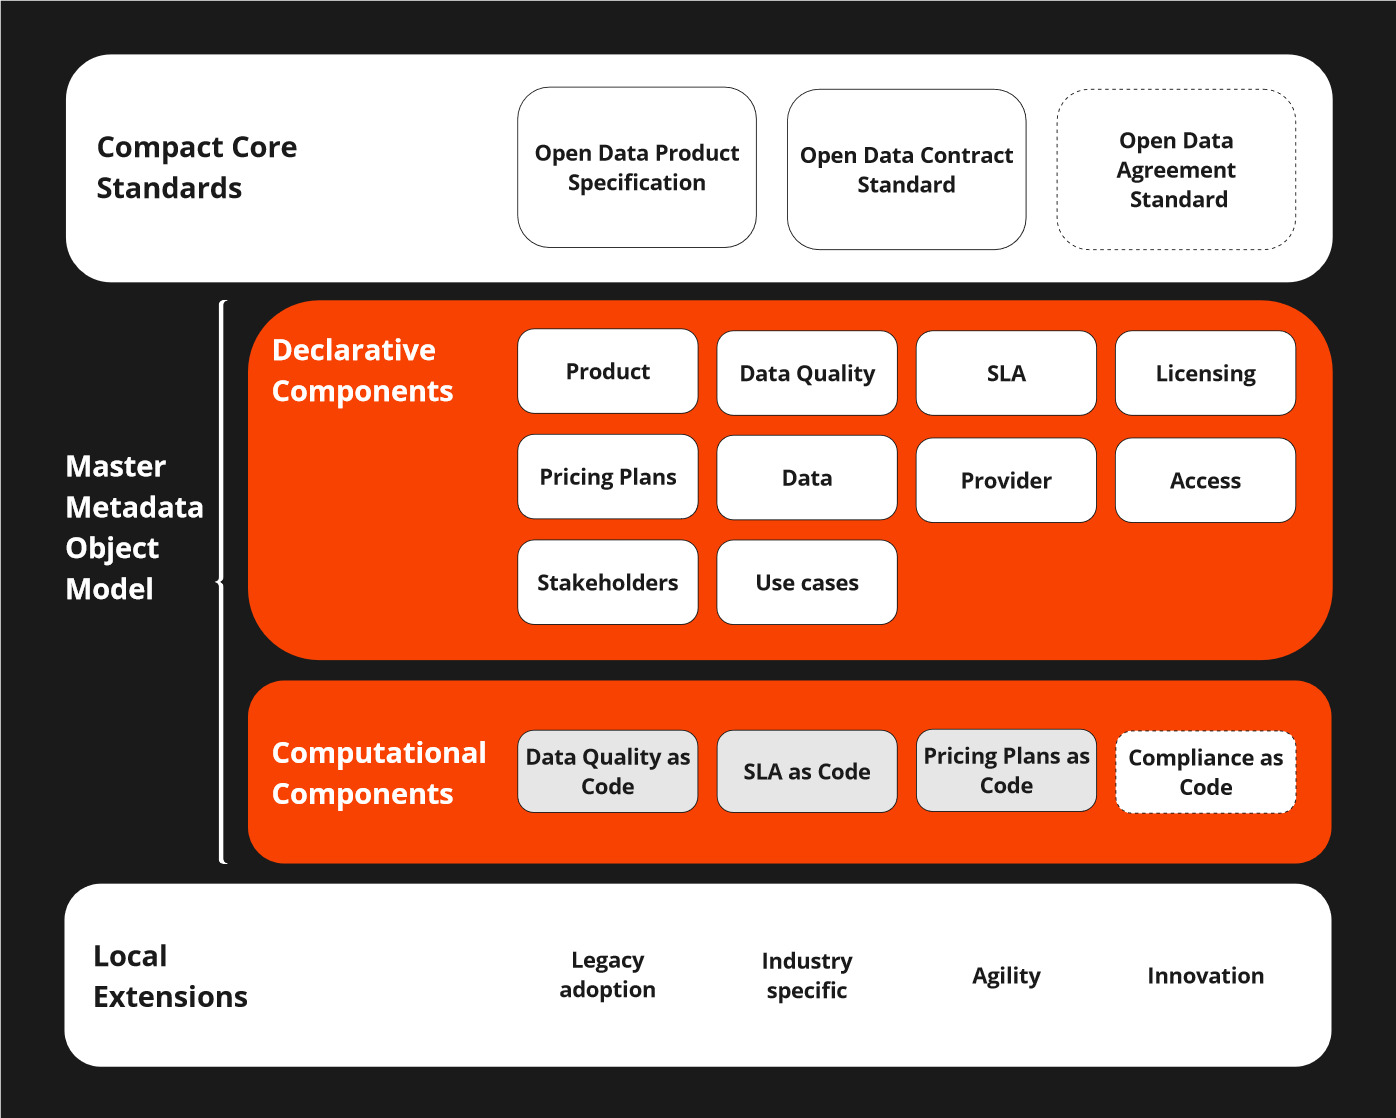 Compact Core
Standards
Open Data Product
Specification
Open Data Contract
Standard
Open Data
Agreement
Standard
Master
Metadata
Object
Model
Declarative
Components
Product
Data Quality
SLA
Licensing
Pricing Plans
Data
Provider
Access
Stakeholders
Use cases
Computational
Components
Data Quality as
Code
SLA as Code
Pricing Plans as
Code
Compliance as
Code
Local
Extensions
Legacy
adoption
Industry
specific
Agility
Innovation